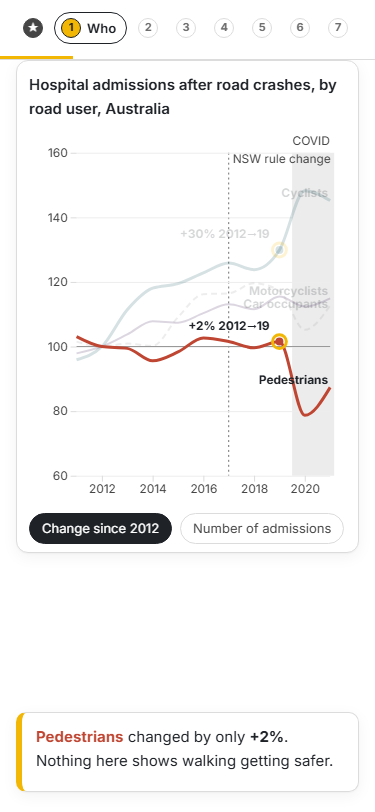 ★ 1 Who 2 3 4 5 6 7
Hospital admissions after road crashes, by
road user, Australia
COVID
NSW rule change
160
140
120
100
80
60
Cyclists
+30% 2012–19
Motorcyclists
Car occupants
+2% 2012–19
Pedestrians
2012 2014 2016 2018 2020
Change since 2012 Number of admissions
Pedestrians changed by only +2%.
Nothing here shows walking getting safer.